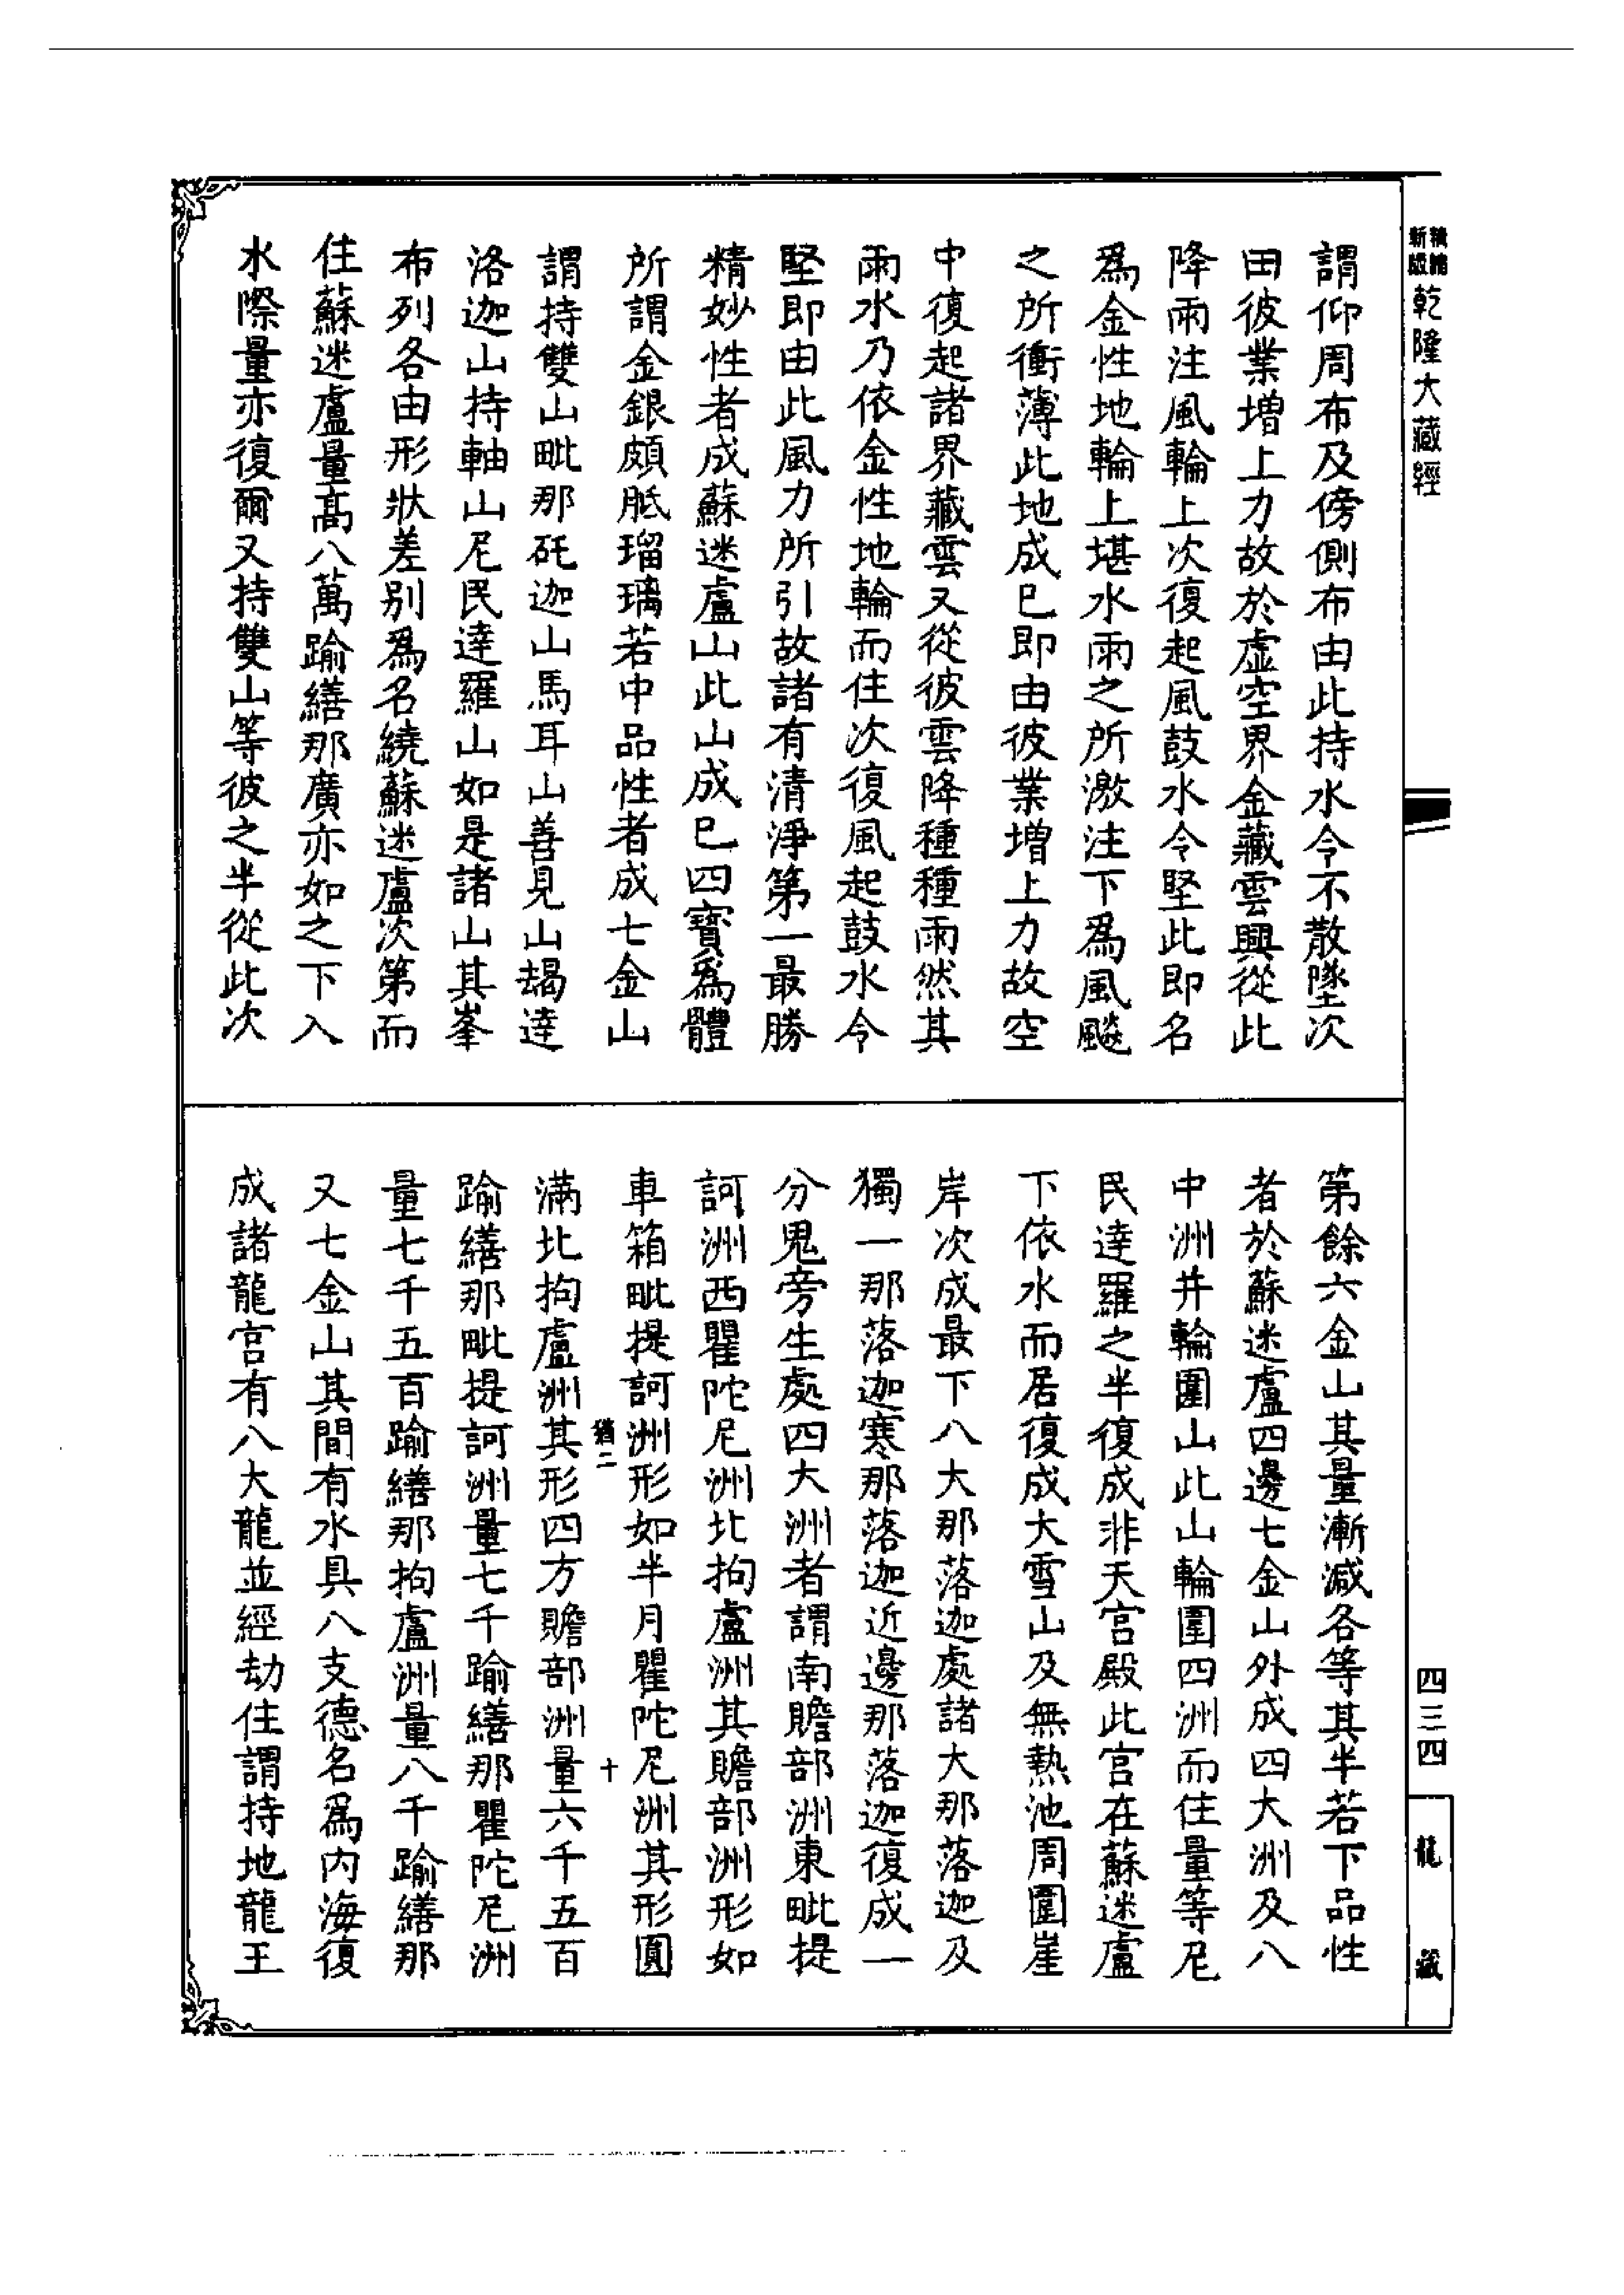 謂仰周布及傍側布由此持水令不散墜次
田彼業增上力故於虛空界金藏雲興從此
降雨注風輪上次復起風鼓水令堅此即名
為金性地輪上堪水雨之所激注下為風飈
之所衝薄此地成已即由彼業增上力故空
中復起諸界藏雲又從彼雲降種種雨然其
雨水乃依金性地輪而住次復風起鼓水令
堅即由此風力所引故諸有清淨第一最勝
精妙性者成蘇迷盧山此山成已四寶為體
所謂金銀頗胝瑠璃若中品性者成七金山
謂持雙山毗那矺迦山馬耳山善見山朅達
洛迦山持軸山尼民達羅山如是諸山其峯
布列各由形狀差別為名繞蘇迷盧次第而
住蘇迷盧量高八萬踰繕那廣亦如之下入
水際量亦復爾又持雙山等彼之半從此次
第餘六金山其量漸減各等其半若下品性
者於蘇迷盧四邊七金山外成四大洲及八
中洲并輪圍山此山輪圍四洲而住量等尼
民達羅之半復成非天宮殿此宮在蘇迷盧
下依水而居復成大雪山及無熱池周圍崖
岸次成最下八大那落迦處諸大那落迦及
獨一那落迦寒那落迦近邊那落迦復成一
分鬼旁生處四大洲者謂南贍部洲東毗提
訶洲西瞿陀尼洲北拘盧洲其贍部洲形如
車箱毗提訶洲形如半月瞿陀尼洲其形圓
滿北拘盧洲其形四方贍部洲量六千五百
踰繕那毗提訶洲量七千踰繕那瞿陀尼洲
量七千五百踰繕那拘盧洲量八千踰繕那
又七金山其間有水具八支德名為內海復
成諸龍宮有八大龍並經劫住謂持地龍王
新版
乾隆大藏經
四三四
龍藏
二
十